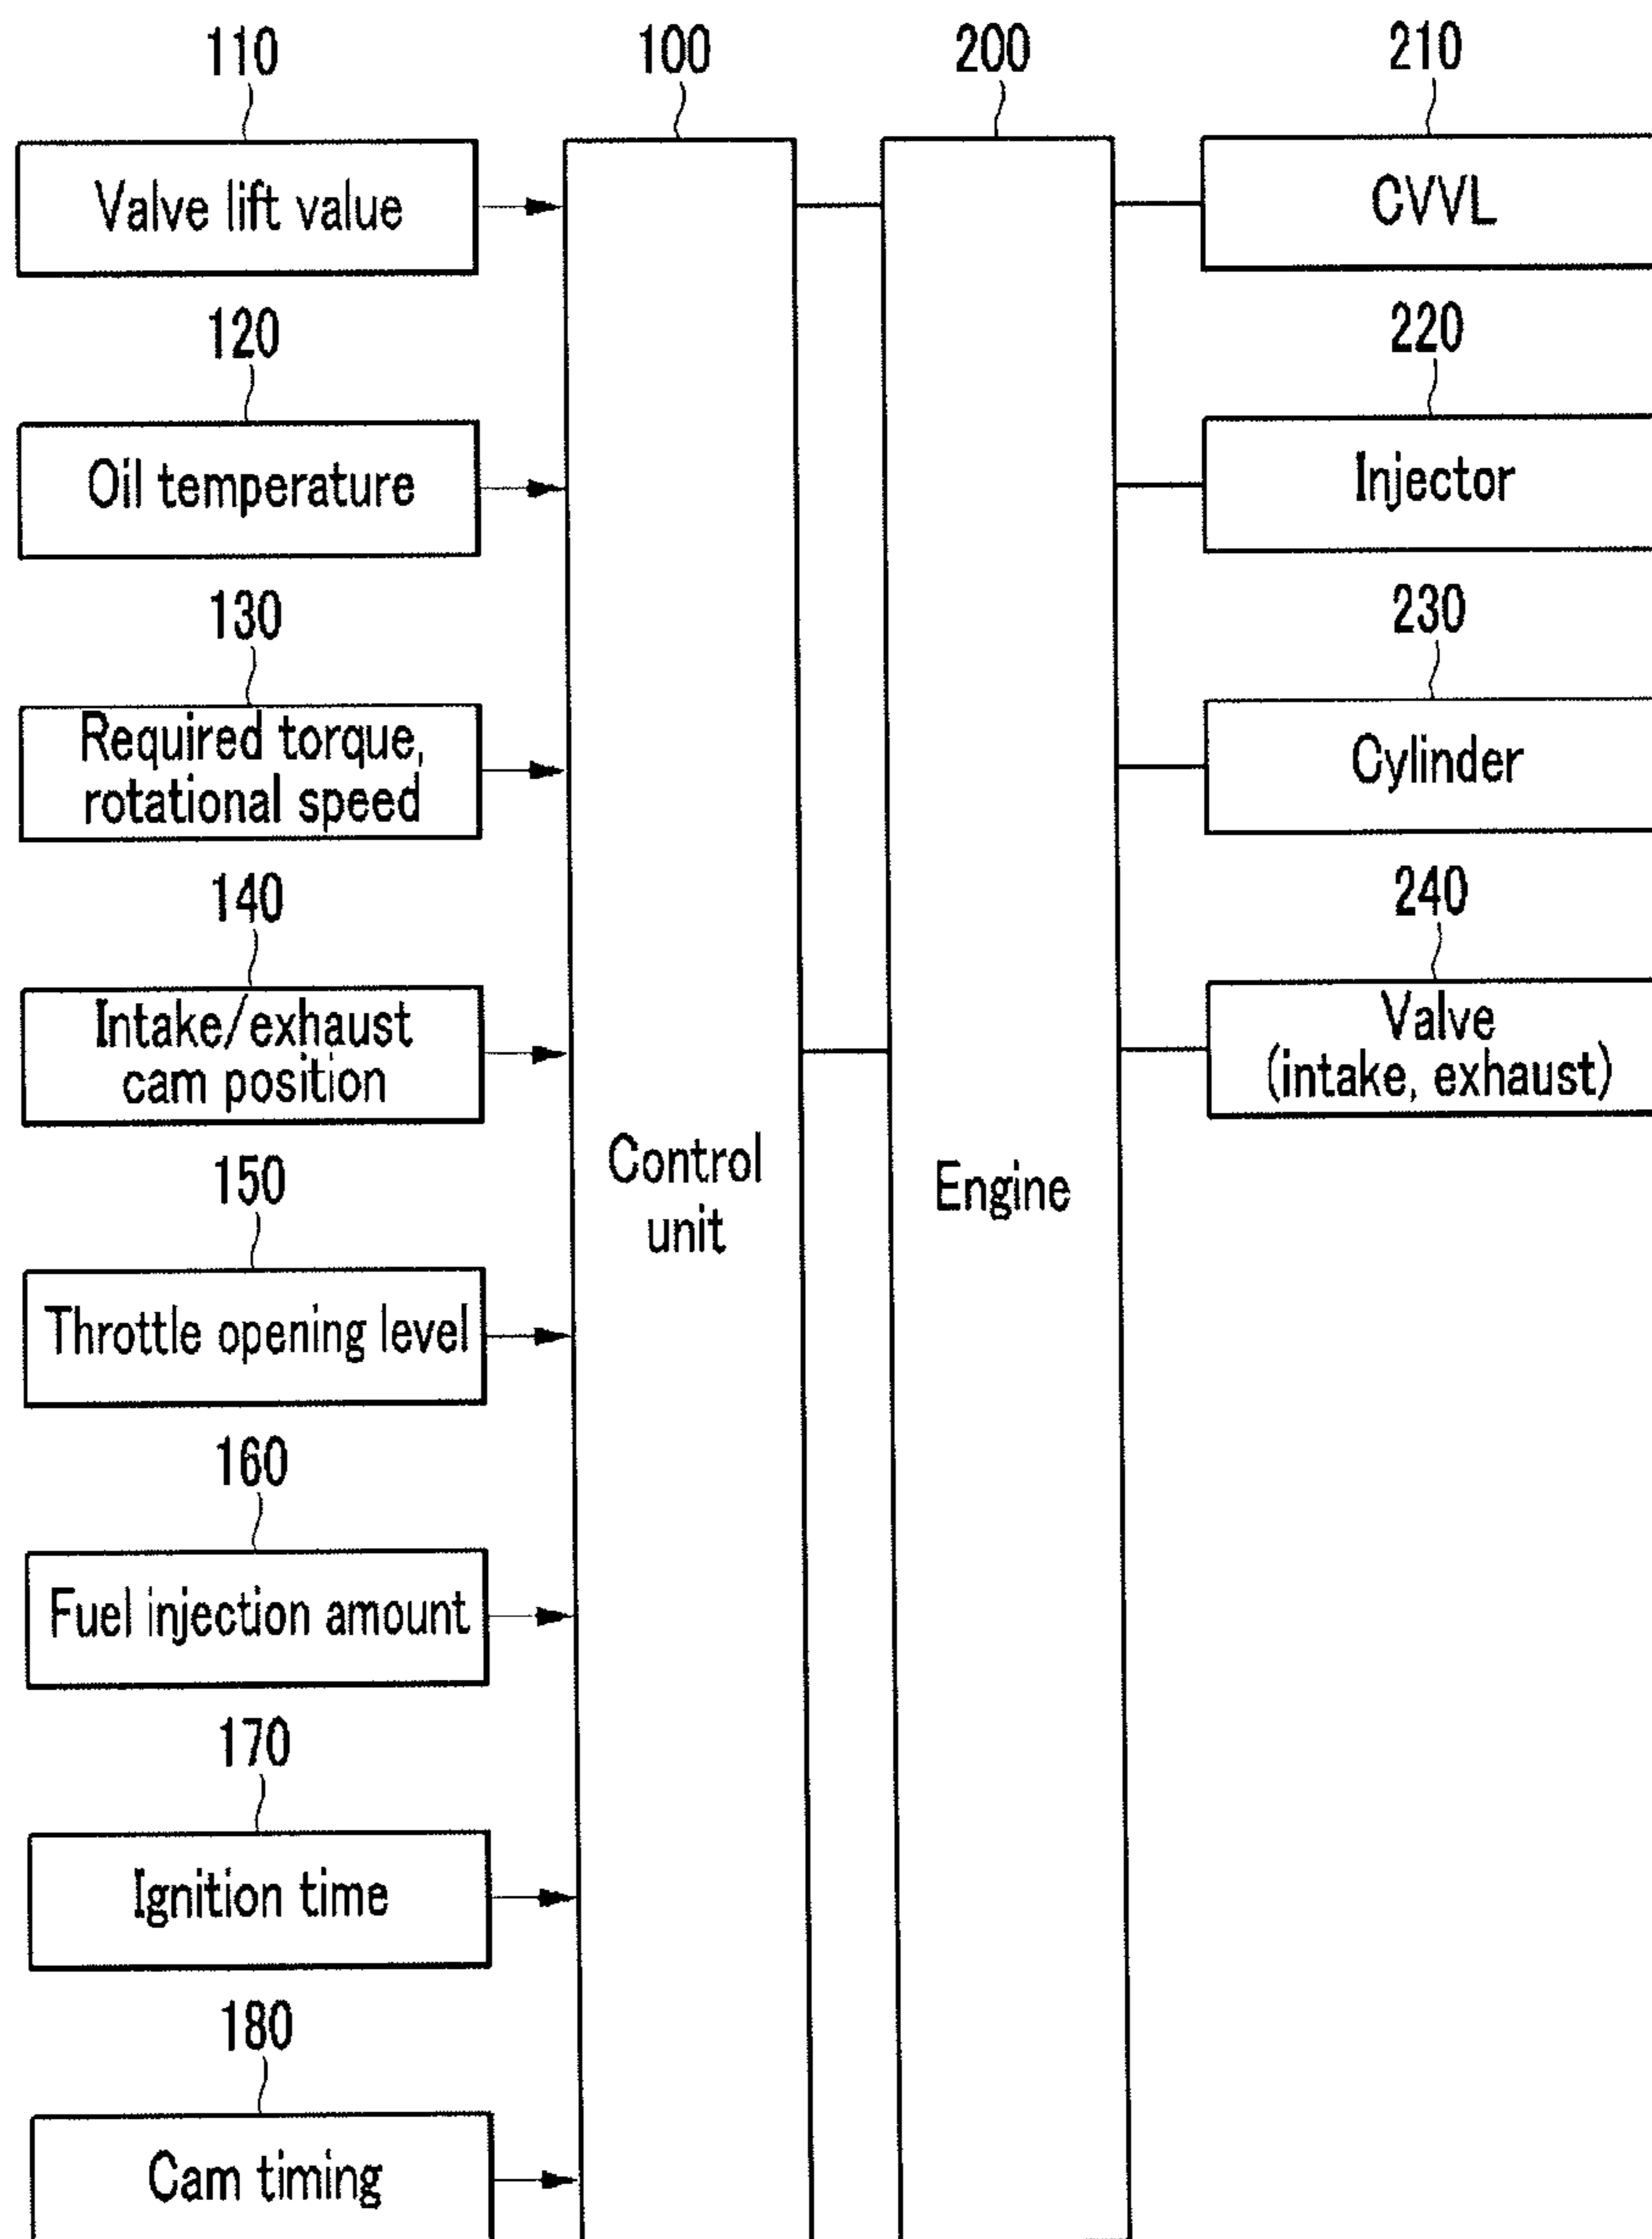 110
100
200
210
Valve lift value
CVVL
120
220
Oil temperature
Injector
130
230
Required torque,
rotational speed
Cylinder
140
240
Intake/exhaust
cam position
Valve
(intake, exhaust)
Control
unit
Engine
150
Throttle opening level
160
Fuel injection amount
170
Ignition time
180
Cam timing